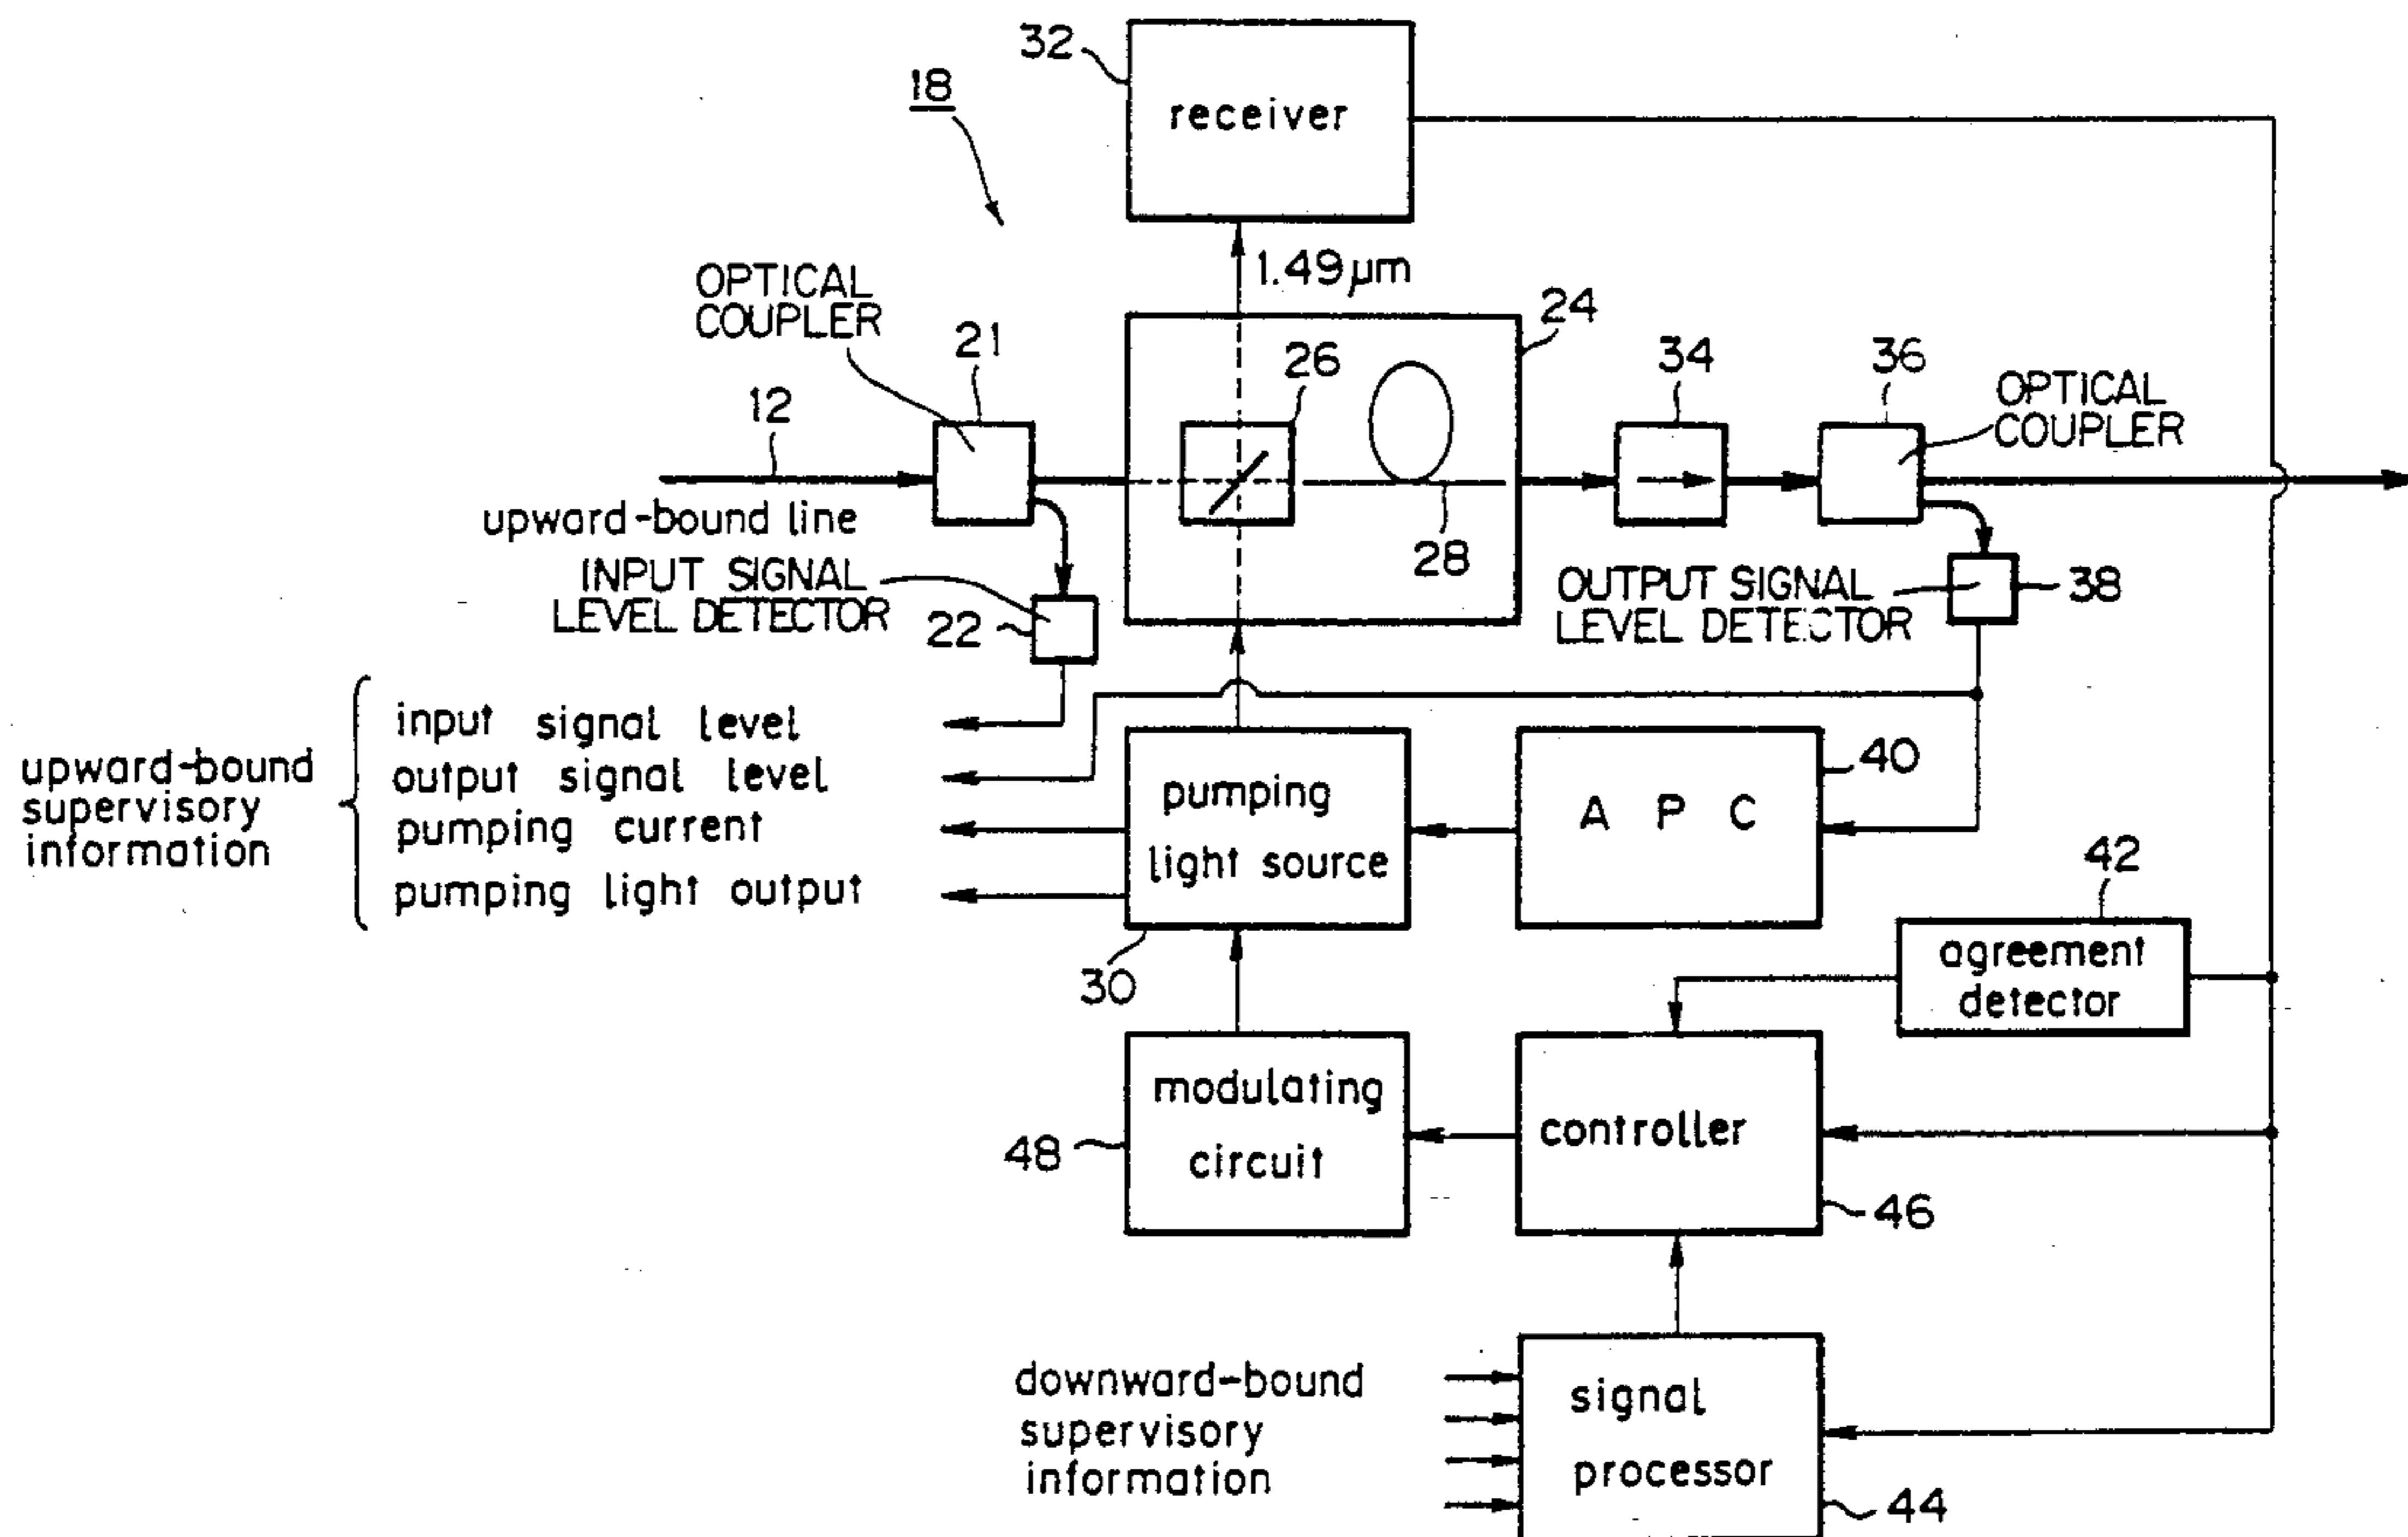 32
receiver
18
1.49μm
OPTICAL
COUPLER
21
24
26
34
36
OPTICAL
COUPLER
12
upward-bound line
28
INPUT SIGNAL
LEVEL DETECTOR
22
OUTPUT SIGNAL
LEVEL DETECTOR
38
upward-bound
supervisory
information
input signal level
output signal level
pumping current
pumping light output
pumping
light source
30
A P C
40
42
agreement
detector
modulating
circuit
48
controller
46
downward-bound
supervisory
information
signal
processor
44